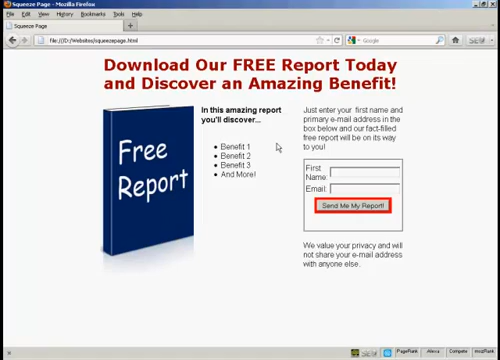 Squeeze Page - Mozilla Firefox
File Edit View History Bookmarks Tools Help
Squeeze Page
file:///D:/Websites/squeezepage.html
Google
Download Our FREE Report Today
and Discover an Amazing Benefit!
Free
Report
In this amazing report
you'll discover...
Benefit 1
Benefit 2
Benefit 3
And More!
Just enter your first name and
primary e-mail address in the
box below and our fact-filled
free report will be on its way
to you!
First
Name:
Email:
Send Me My Report!
We value your privacy and will
not share your e-mail address
with anyone else.
PageRank Alexa Compete mozRank